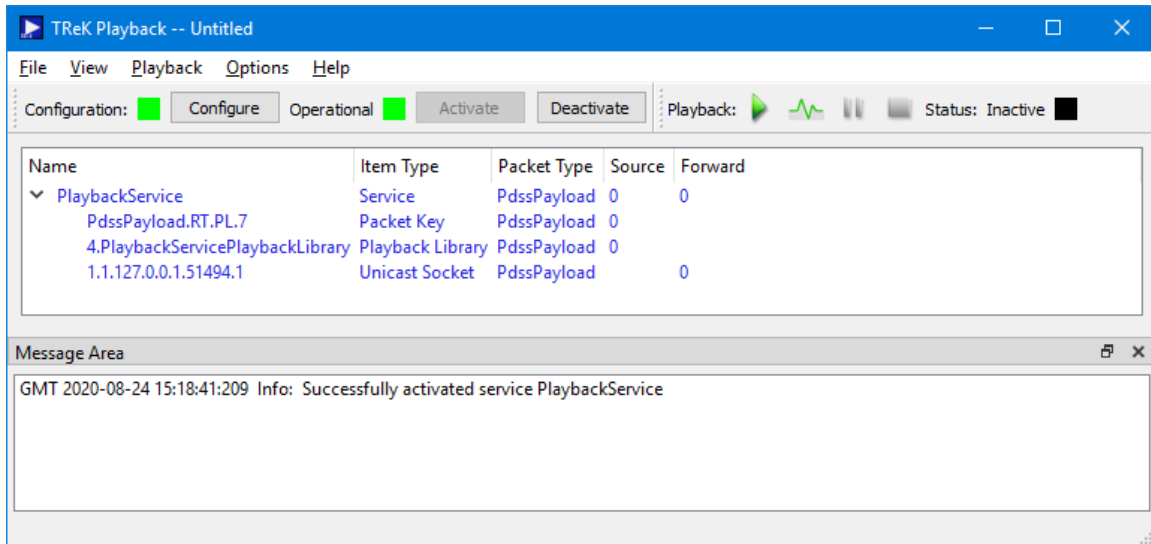 TReK Playback -- Untitled
File View Playback Options Help
Configuration: Configure Operational Activate Deactivate Playback: Status: Inactive
Name Item Type Packet Type Source Forward
PlaybackService Service PdssPayload 0 0
PdssPayload.RT.PL.7 Packet Key PdssPayload 0
4.PlaybackServicePlaybackLibrary Playback Library PdssPayload 0
1.1.127.0.0.1.51494.1 Unicast Socket PdssPayload 0
Message Area
GMT 2020-08-24 15:18:41:209 Info: Successfully activated service PlaybackService